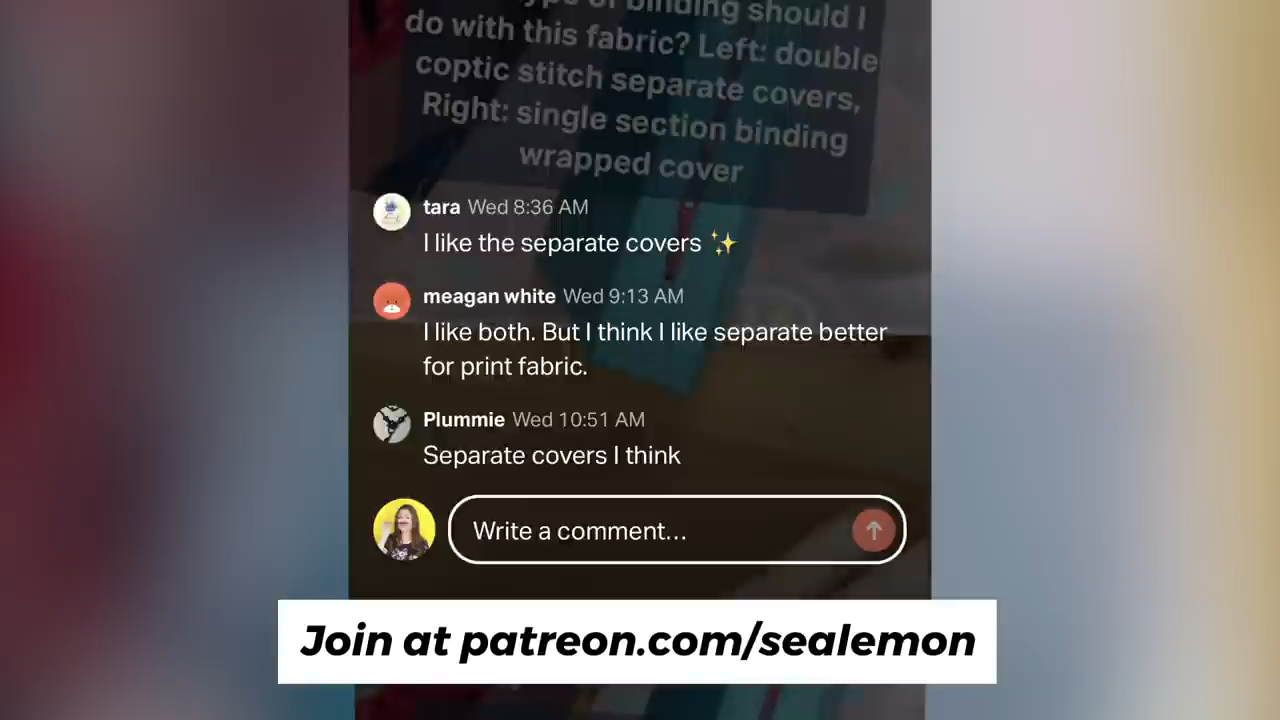 binding should I
do with this fabric? Left: double
coptic stitch separate covers,
Right: single section binding
wrapped cover
tara Wed 8:36 AM
I like the separate covers ✨
meagan white Wed 9:13 AM
I like both. But I think I like separate better
for print fabric.
Plummie Wed 10:51 AM
Separate covers I think
Write a comment...
Join at patreon.com/sealemon